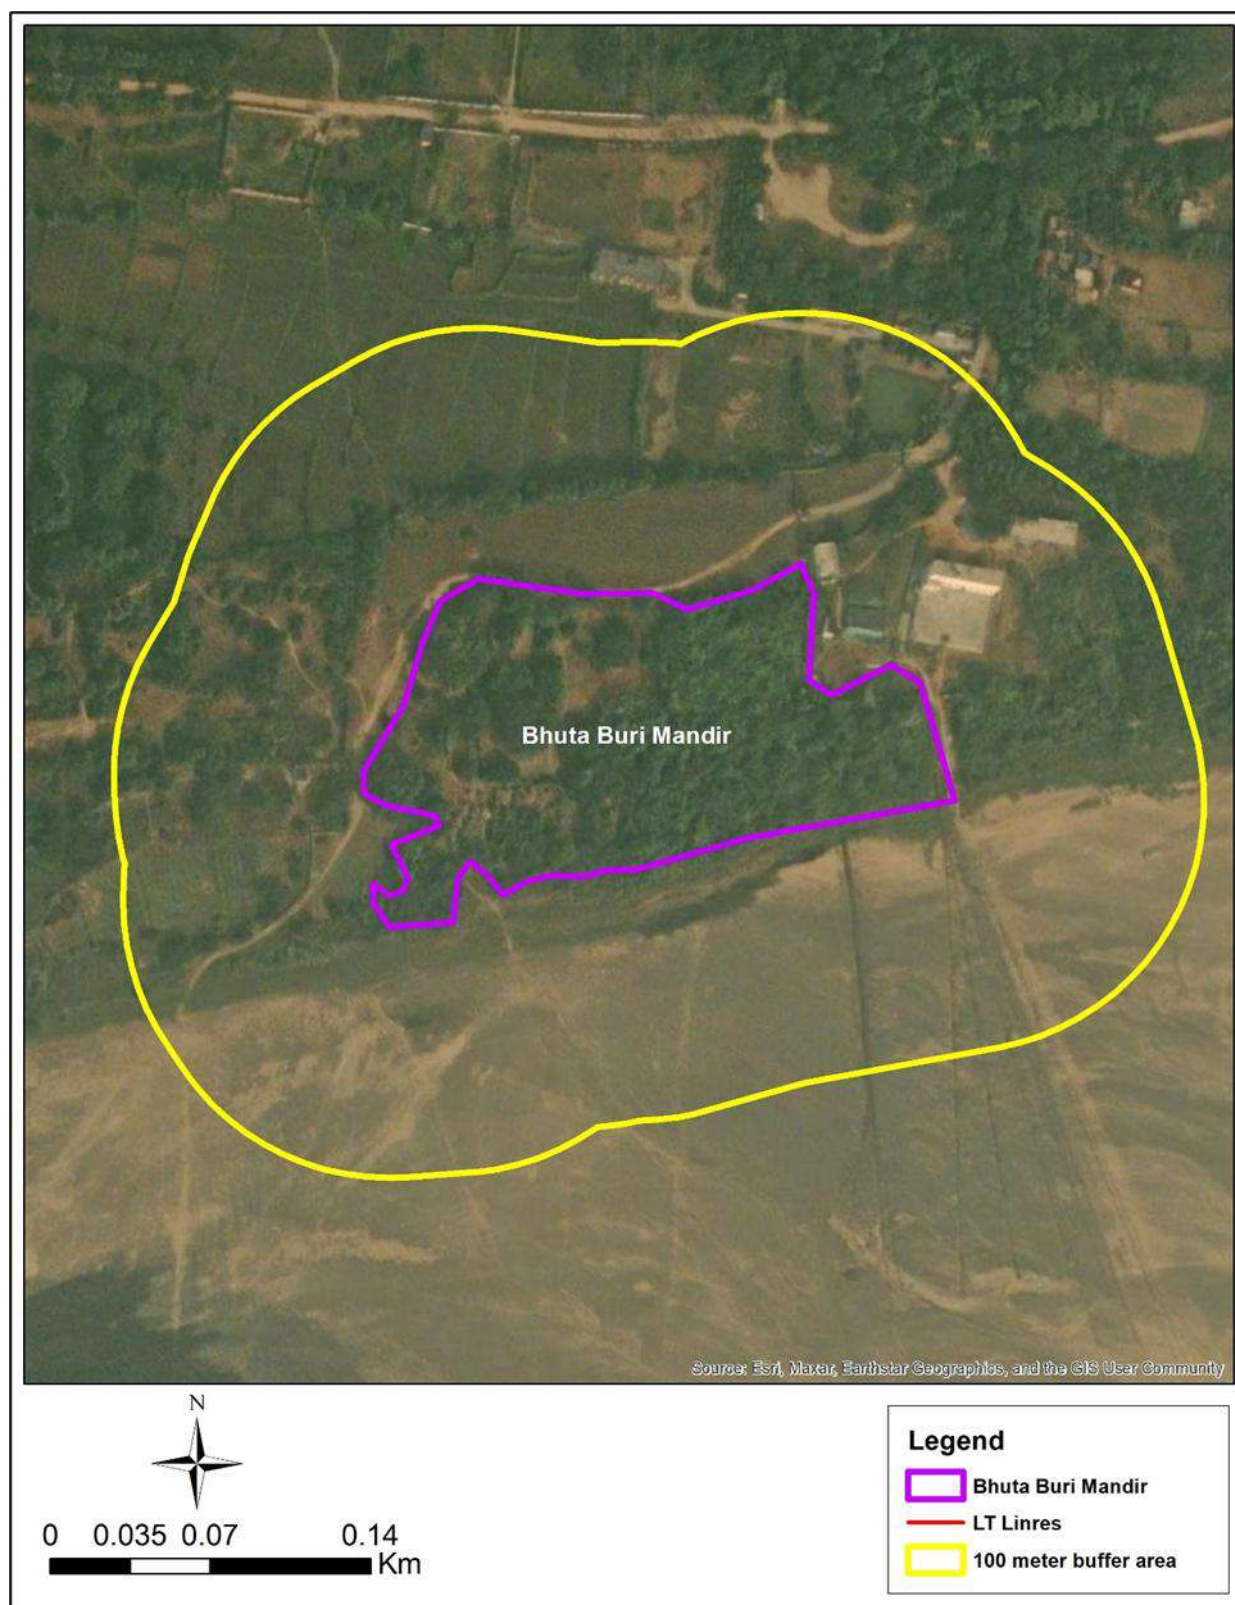 Bhuta Buri Mandir
Source: Esri, Maxar, Earthstar Geographics, and the GIS User Community
N
0 0.035 0.07 0.14
Km
Legend
Bhuta Buri Mandir
LT Linres
100 meter buffer area